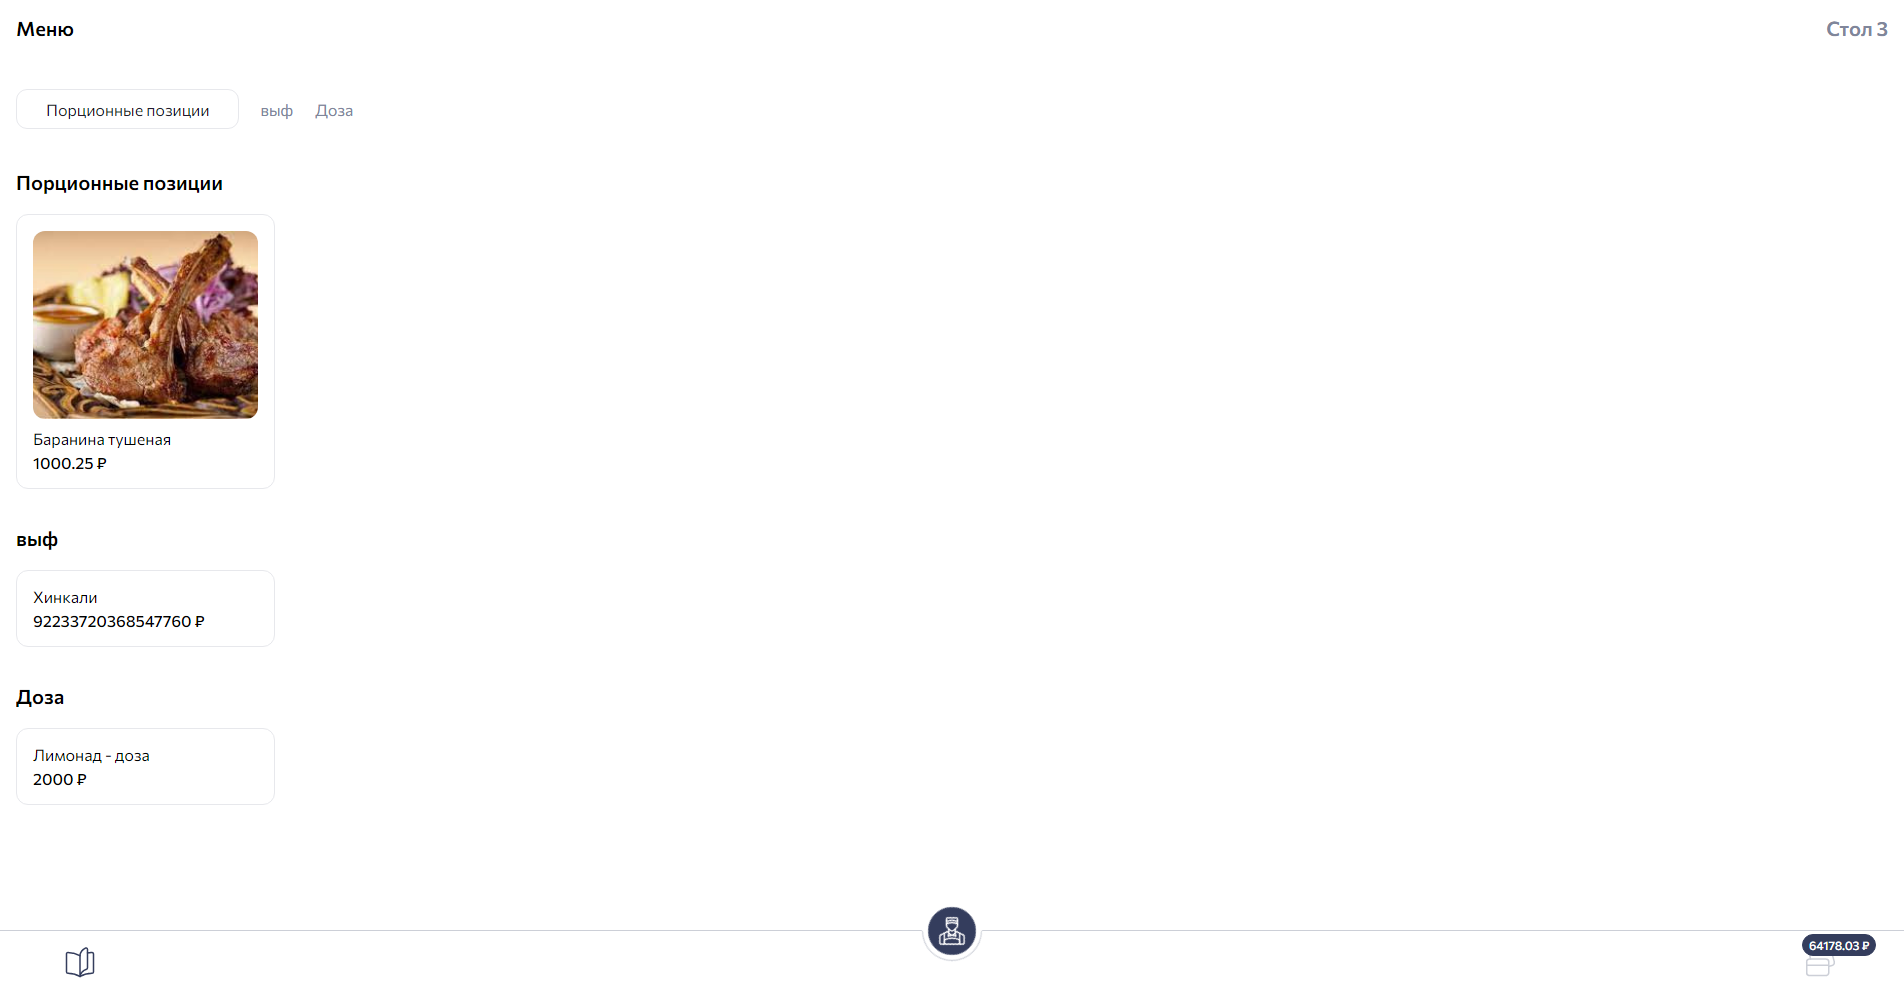 Меню
Стол 3
Порционные позиции
выф
Доза
Порционные позиции
Баранина тушеная
1000.25 ₽
выф
Хинкали
92233720368547760 ₽
Доза
Лимонад - доза
2000 ₽
64178.03 ₽